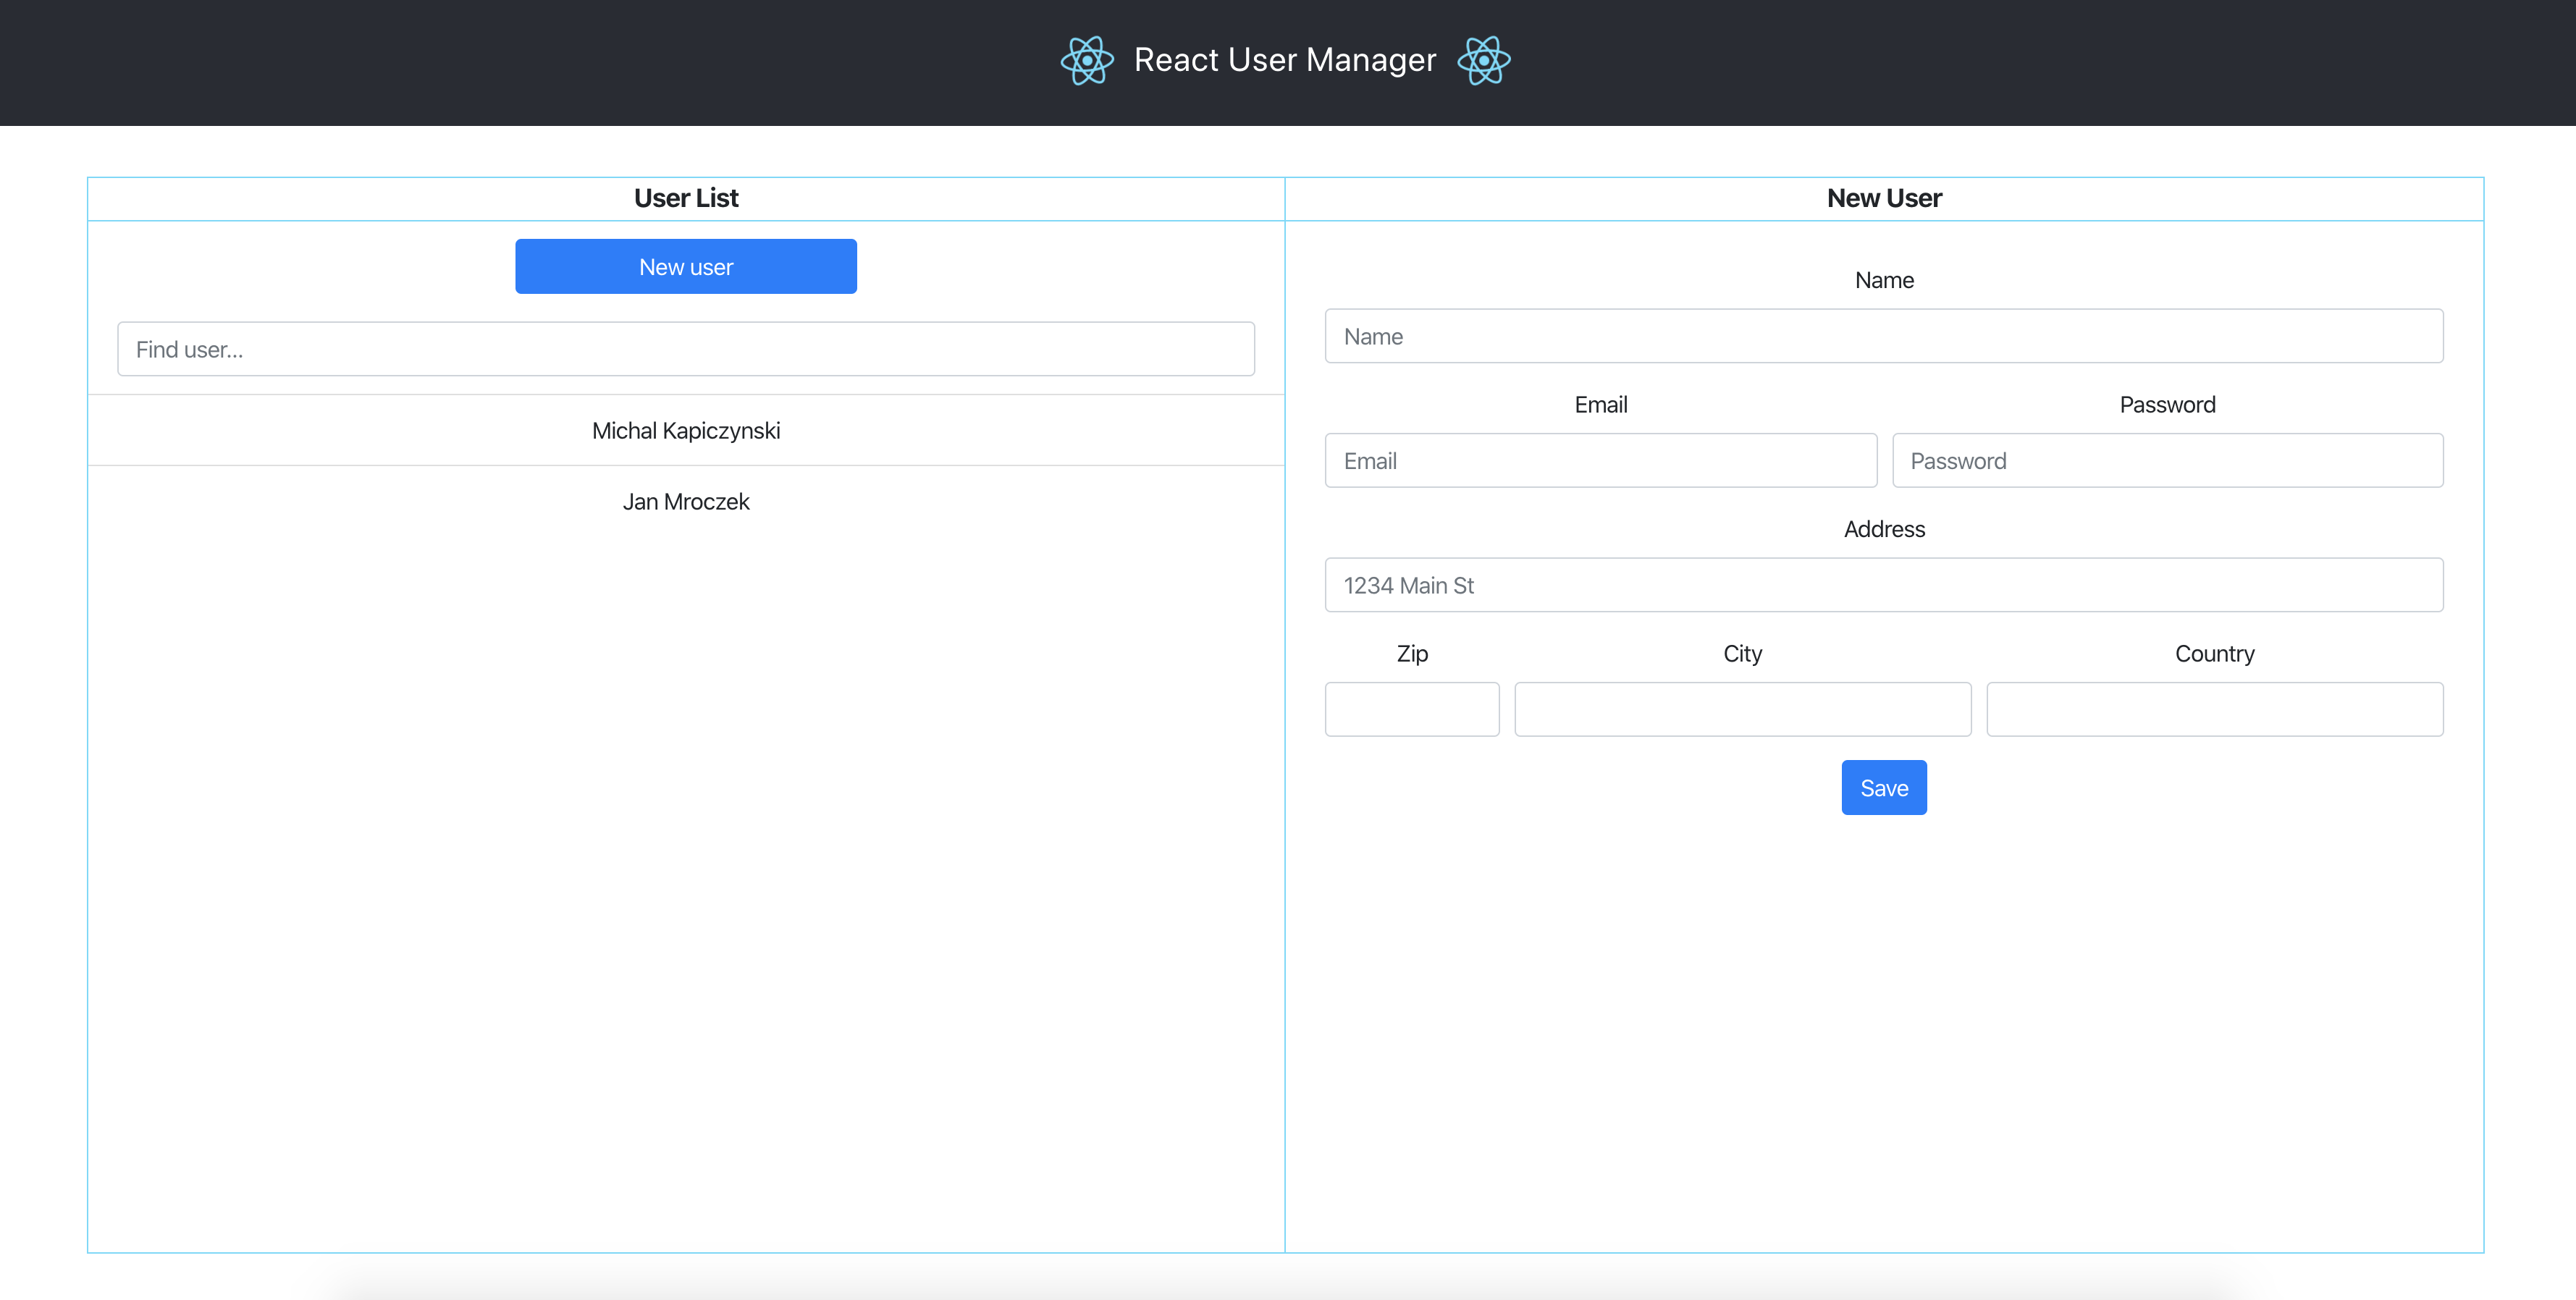 React User Manager
User List
New user
Find user...
Michal Kapiczynski
Jan Mroczek
New User
Name
Name
Email Password
Email Password
Address
1234 Main St
Zip City Country
Save